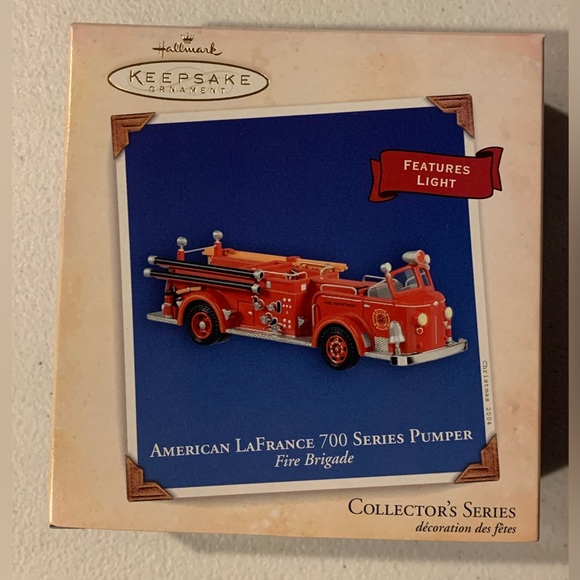 Hallmark
KEEPSAKE
ORNAMENT
FEATURES
LIGHT
Christmas 2004
AMERICAN LAFRANCE 700 SERIES PUMPER
Fire Brigade
COLLECTOR'S SERIES
décoration des fêtes